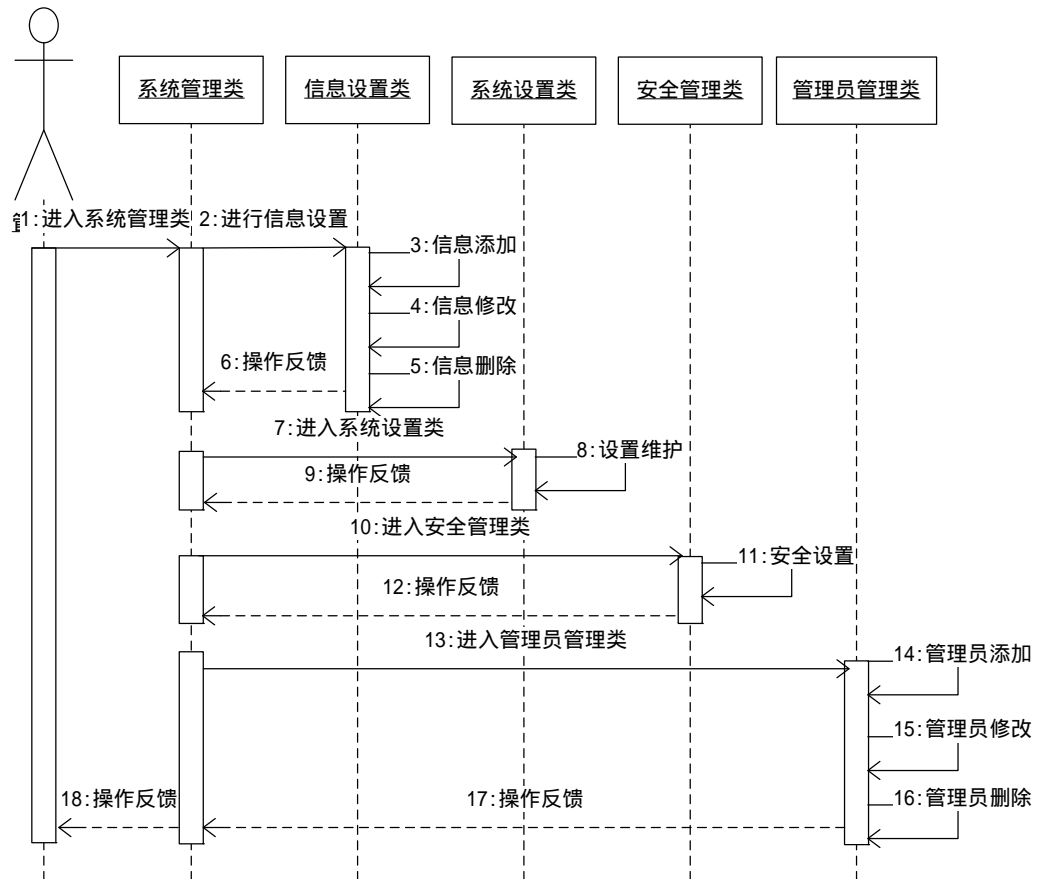 系统管理类
信息设置类
系统设置类
安全管理类
管理员管理类
1:进入系统管理类
2:进行信息设置
3:信息添加
4:信息修改
6:操作反馈
5:信息删除
7:进入系统设置类
8:设置维护
9:操作反馈
10:进入安全管理类
11:安全设置
12:操作反馈
13:进入管理员管理类
14:管理员添加
15:管理员修改
18:操作反馈
17:操作反馈
16:管理员删除